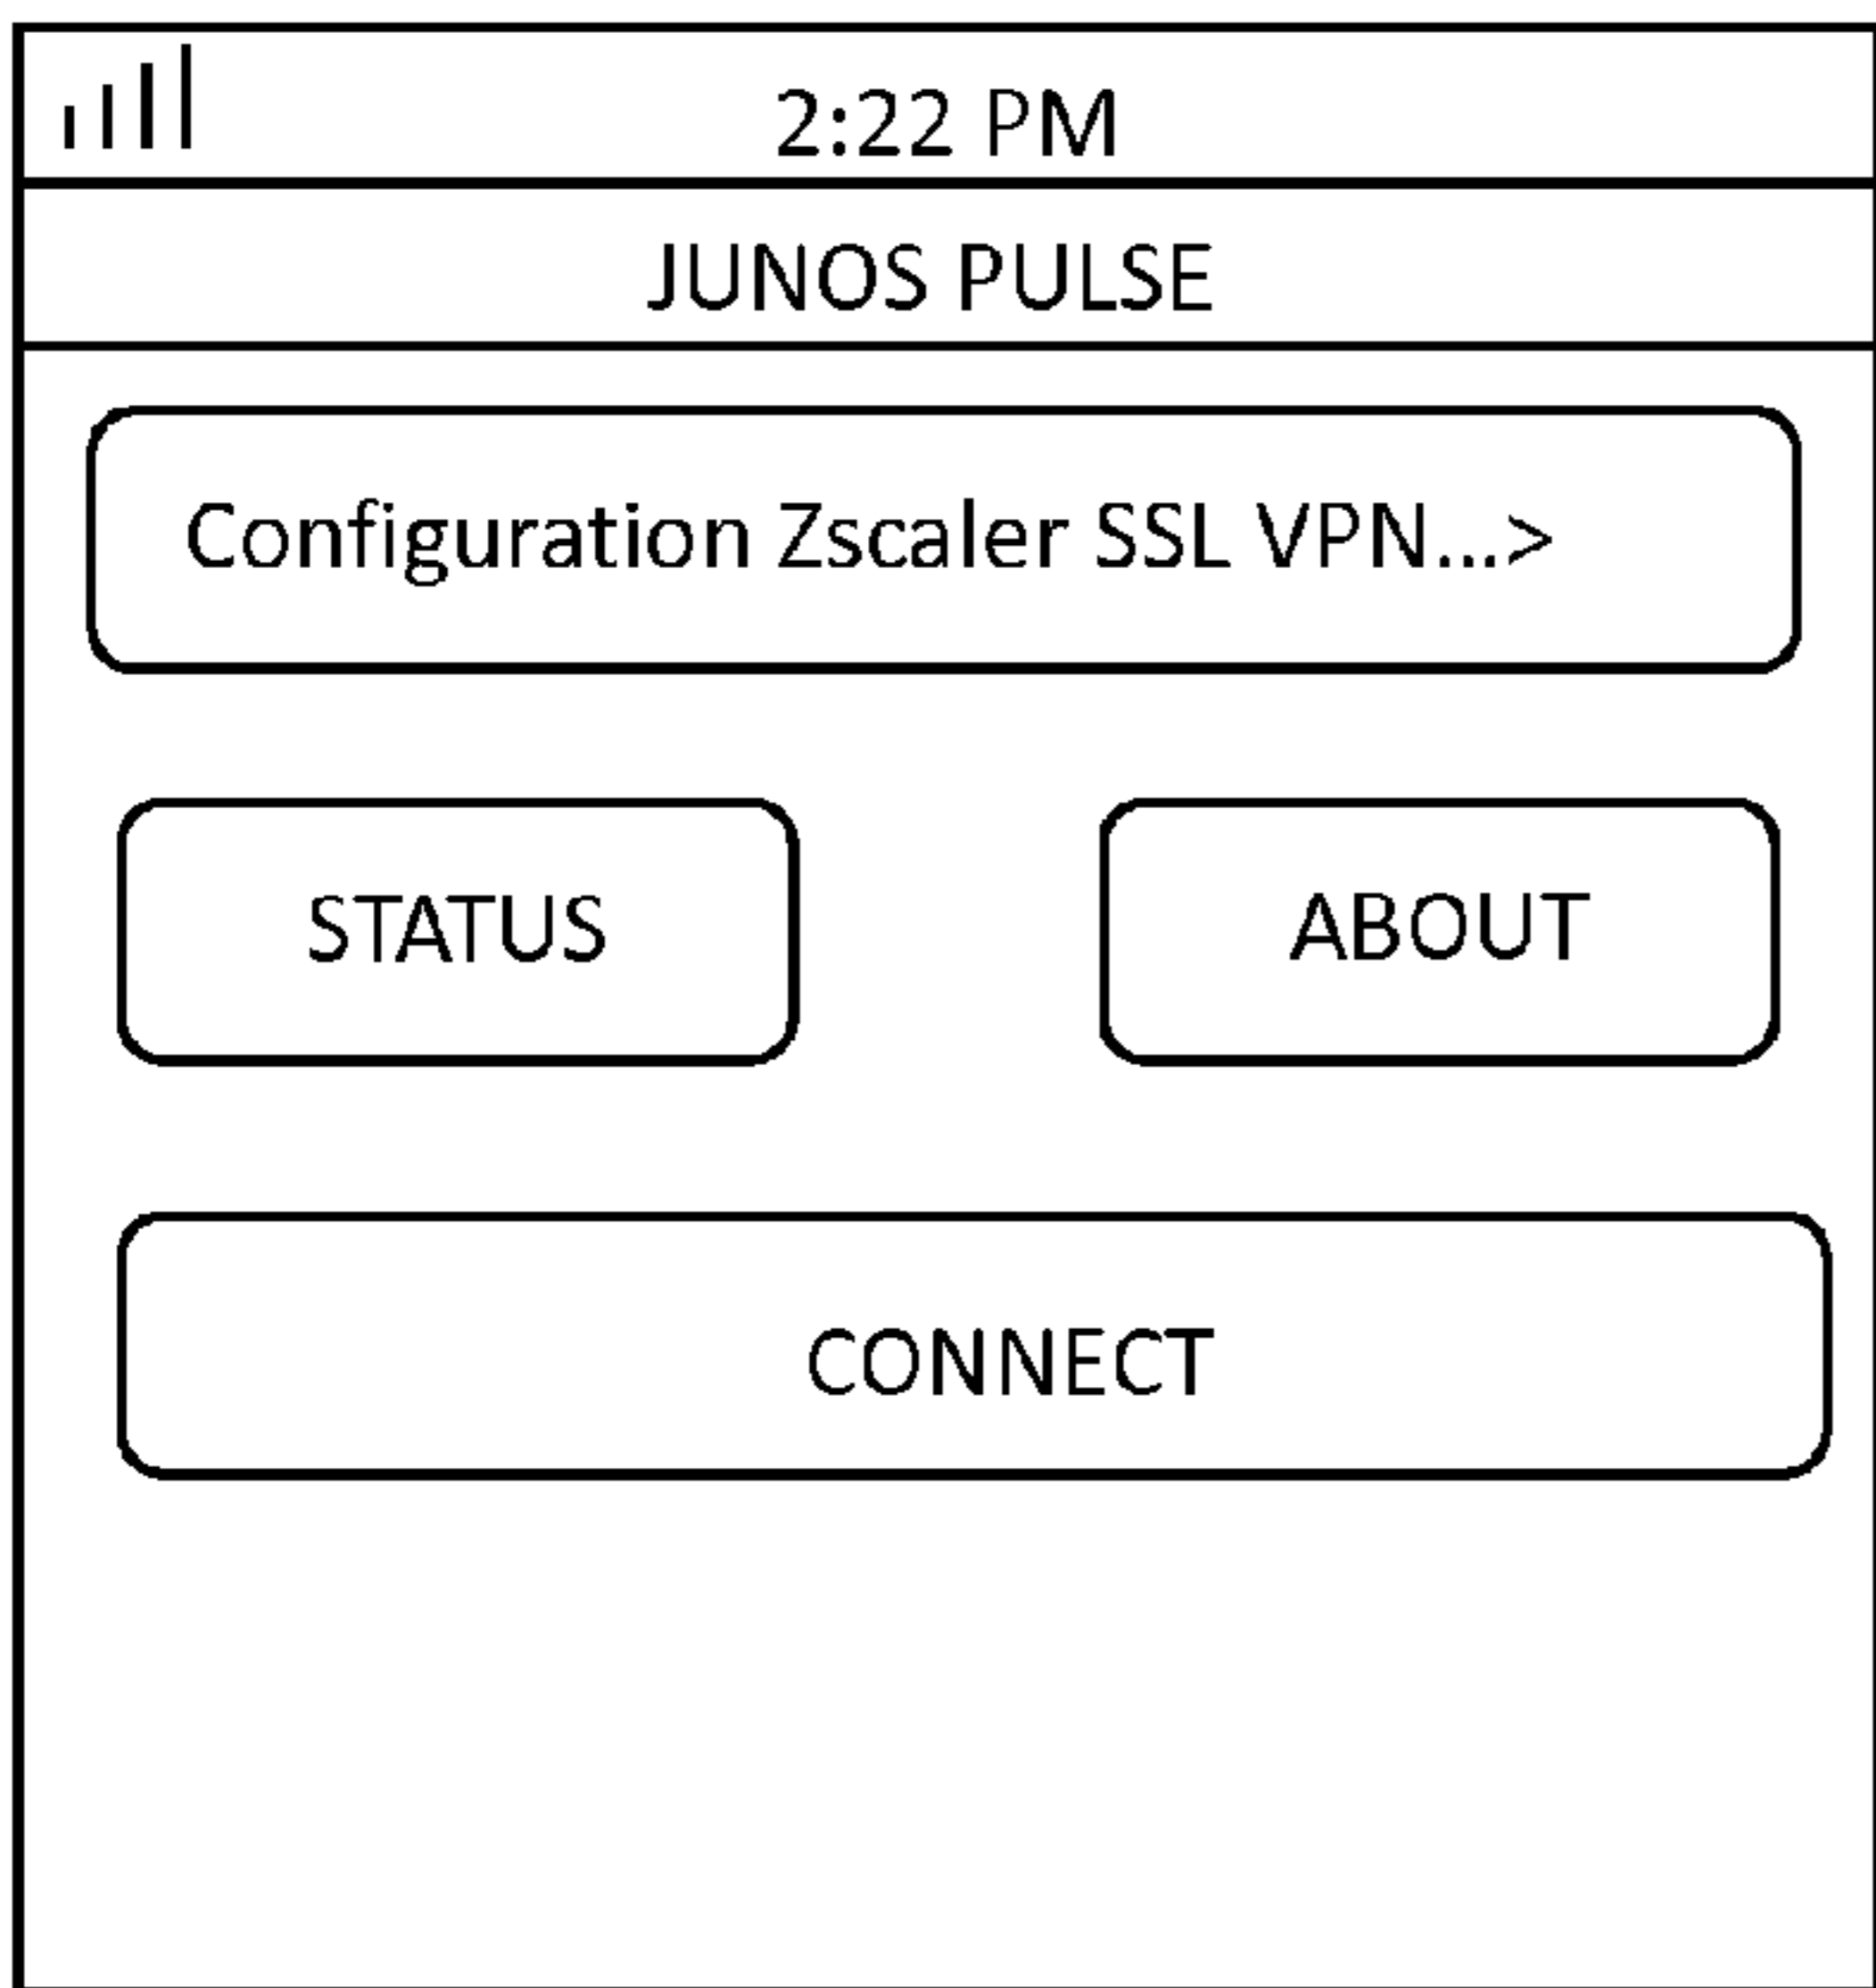 2:22 PM
JUNOS PULSE
Configuration Zscaler SSL VPN...>
STATUS
ABOUT
CONNECT